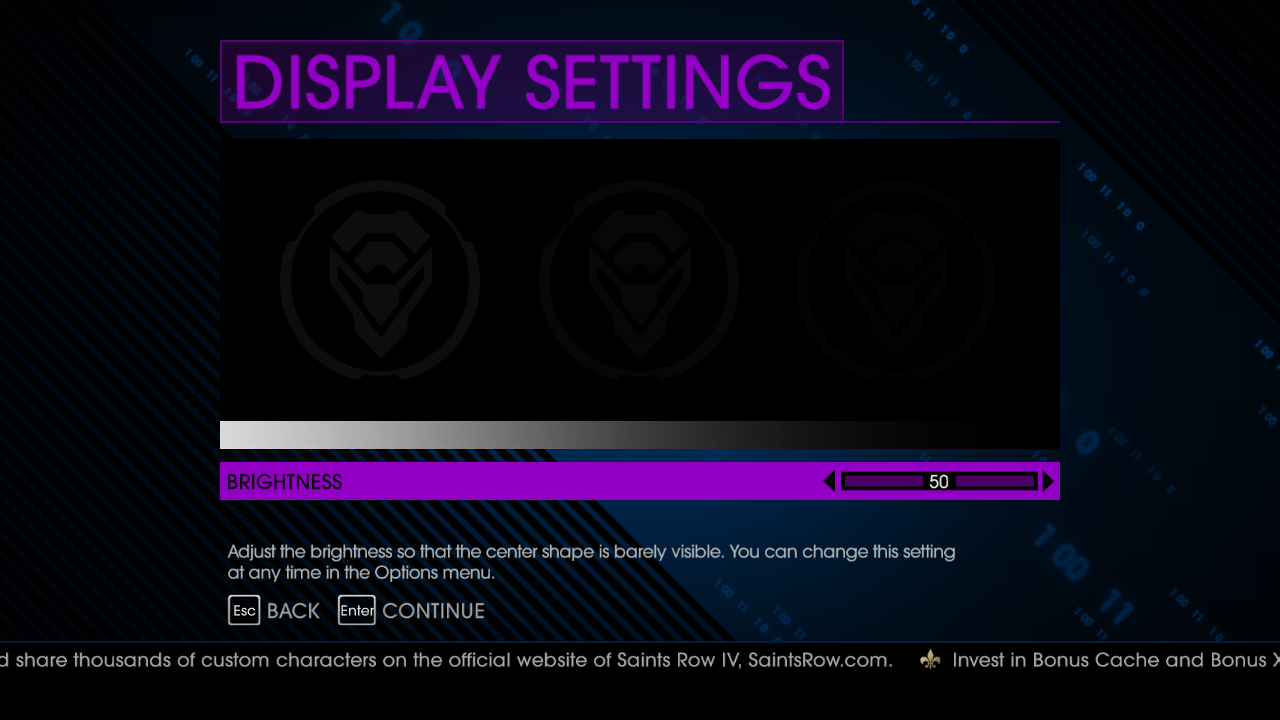 DISPLAY SETTINGS
BRIGHTNESS
50
Adjust the brightness so that the center shape is barely visible. You can change this setting
at any time in the Options menu.
Esc BACK Enter CONTINUE
share thousands of custom characters on the official website of Saints Row IV, SaintsRow.com. Invest in Bonus Cache and Bonus